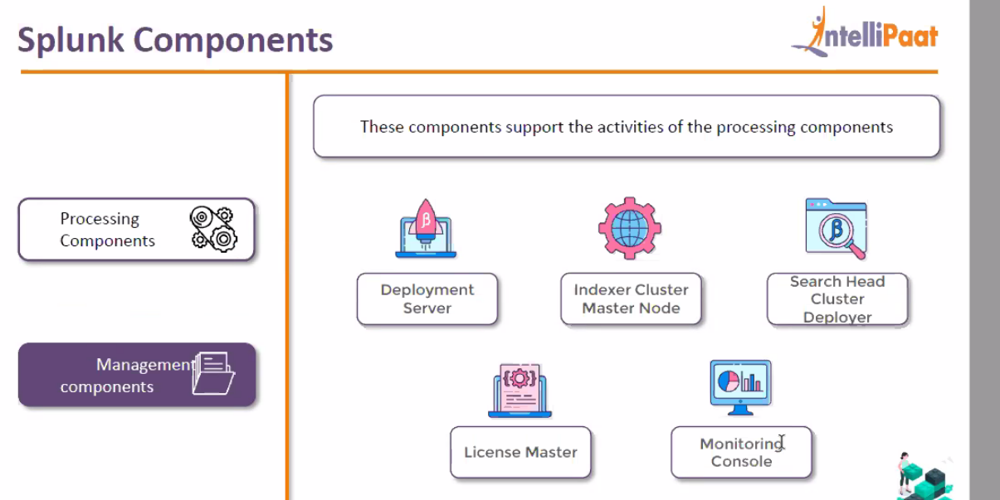 Splunk Components
IntelliPaat
These components support the activities of the processing components
Processing
Components
Management
components
β
Deployment
Server
Indexer Cluster
Master Node
β
Search Head
Cluster
Deployer
{ }
License Master
Monitoring
Console